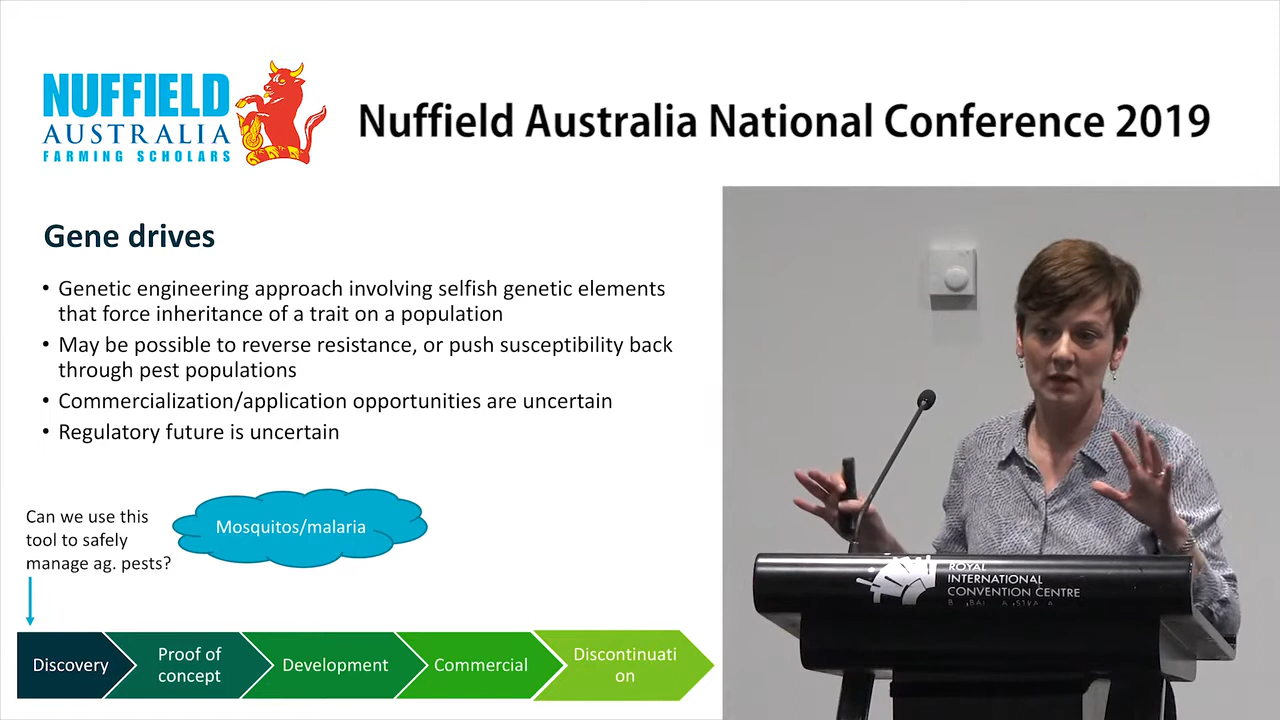 NUFFIELD
AUSTRALIA
FARMING SCHOLARS
Nuffield Australia National Conference 2019
Gene drives
• Genetic engineering approach involving selfish genetic elements
that force inheritance of a trait on a population
• May be possible to reverse resistance, or push susceptibility back
through pest populations
• Commercialization/application opportunities are uncertain
• Regulatory future is uncertain
Can we use this
tool to safely
manage ag. pests?
Mosquitos/malaria
Discovery
Proof of
concept
Development
Commercial
Discontinuati
on
ROYAL
INTERNATIONAL
CONVENTION CENTRE